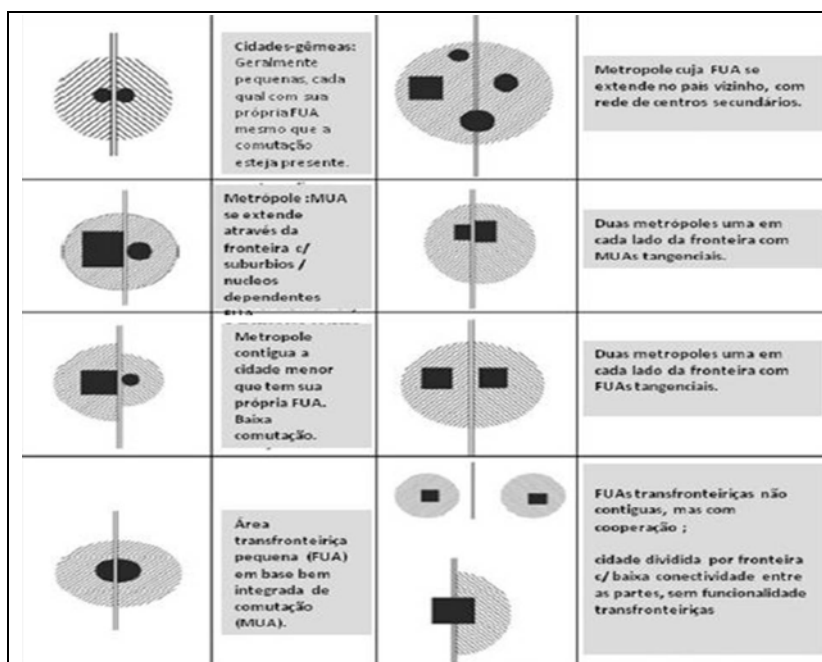 Cidades-gêmeas:
Geralmente
pequenas, cada
qual com sua
própria FUA
mesmo que a
comutação
esteja presente.
Metropole cuja FUA se
extende no país vizinho, com
rede de centros secundários.
Metrópole :MUA
se extende
através da
fronteira c/
suburbios /
nucleos
dependentes
FUA
Duas metrópoles uma em
cada lado da fronteira com
MUAs tangenciais.
Metropole
contigua a
cidade menor
que tem sua
própria FUA.
Baixa
comutação.
Duas metropoles uma em
cada lado da fronteira com
FUAs tangenciais.
Área
transfronteiriça
pequena (FUA)
em base bem
integrada de
comutação
(MUA).
FUAs transfronteiriças não
contiguas, mas com
cooperação ;
cidade dividida por fronteira
c/ baixa conectividade entre
as partes, sem funcionalidade
transfronteiriças